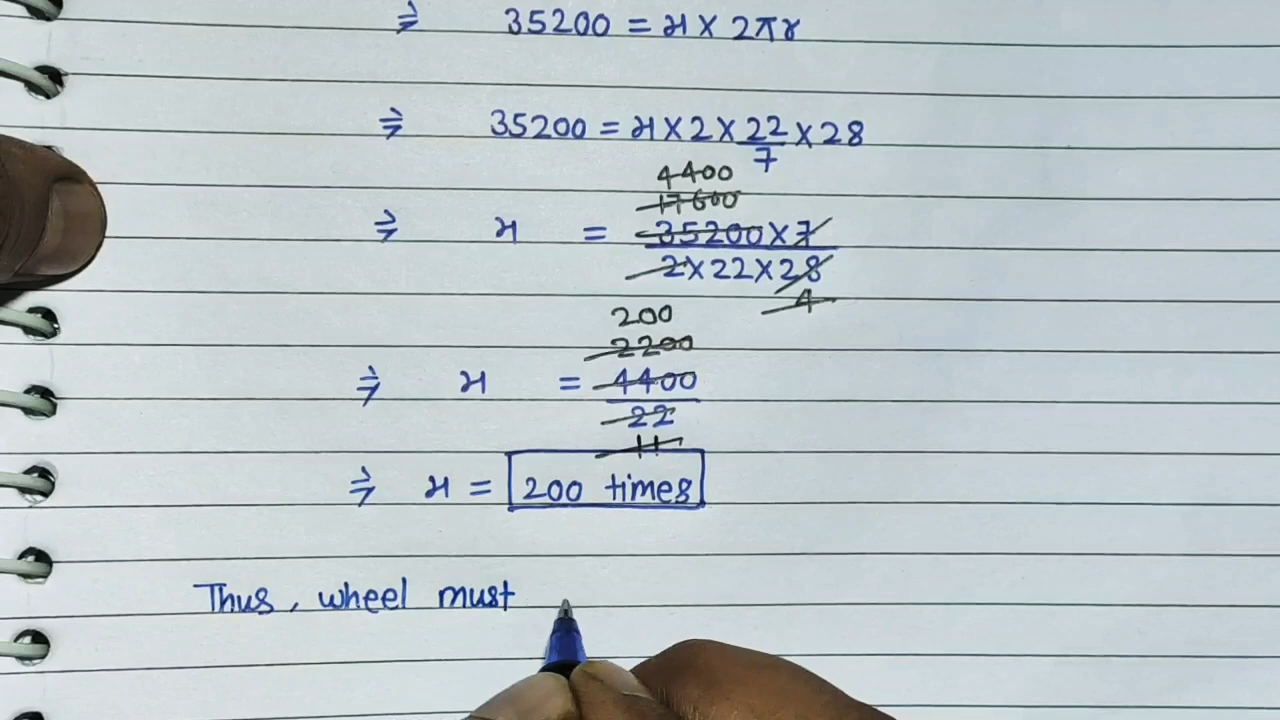 ⇒ 35200 = n × 2πr
⇒ 35200 = n × 2 × 22/7 × 28
4400
17600
⇒ n = 35200 × 7 / 2 × 22 × 28
4
200
2200
⇒ n = 4400 / 22
11
⇒ n = 200 times
Thus, wheel must